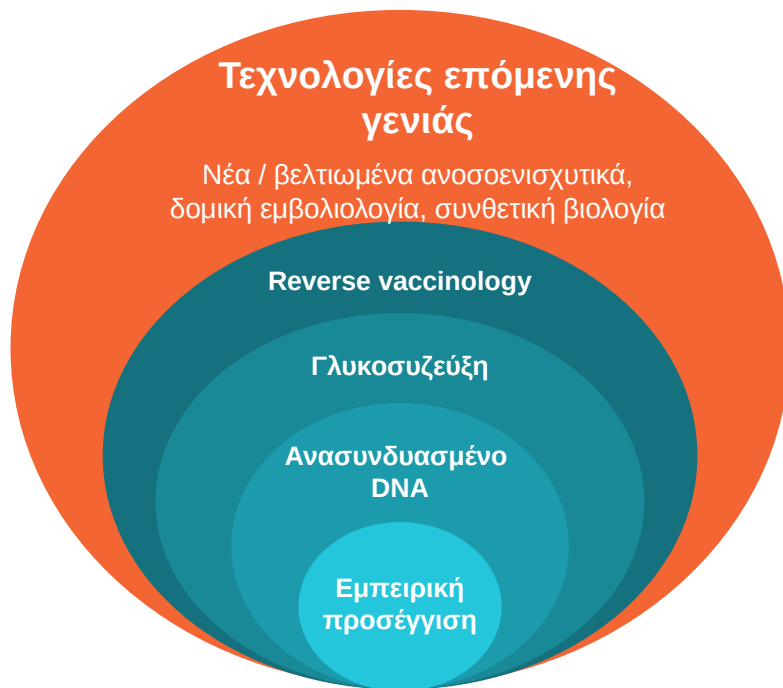 Τεχνολογίες επόμενης
γενιάς
Νέα / βελτιωμένα ανοσοενισχυτικά,
δομική εμβολιολογία, συνθετική βιολογία
Reverse vaccinology
Γλυκοσυζεύξη
Ανασυνδυασμένο
DNA
Εμπειρική
προσέγγιση